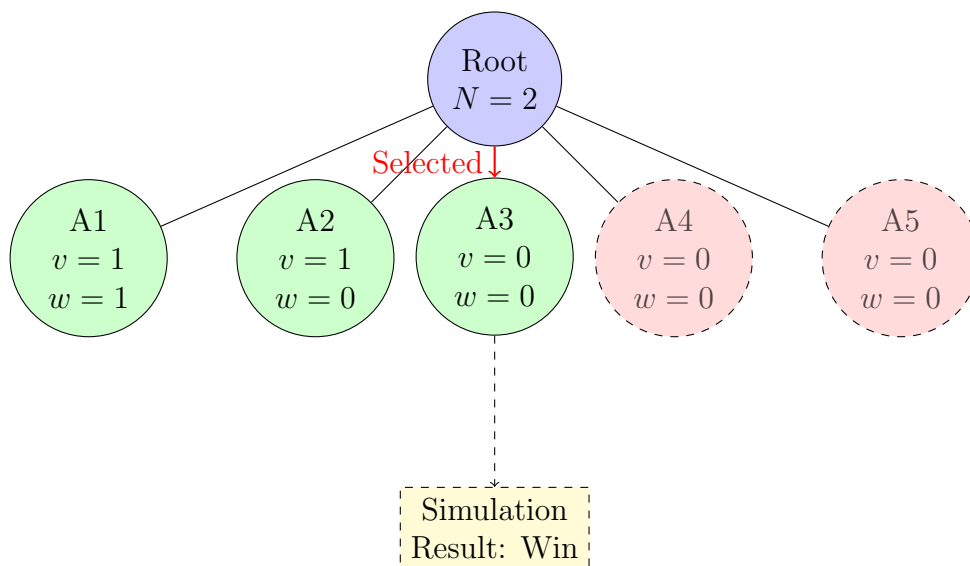 Root
N = 2
Selected
A1
v = 1
w = 1
A2
v = 1
w = 0
A3
v = 0
w = 0
A4
v = 0
w = 0
A5
v = 0
w = 0
Simulation
Result: Win